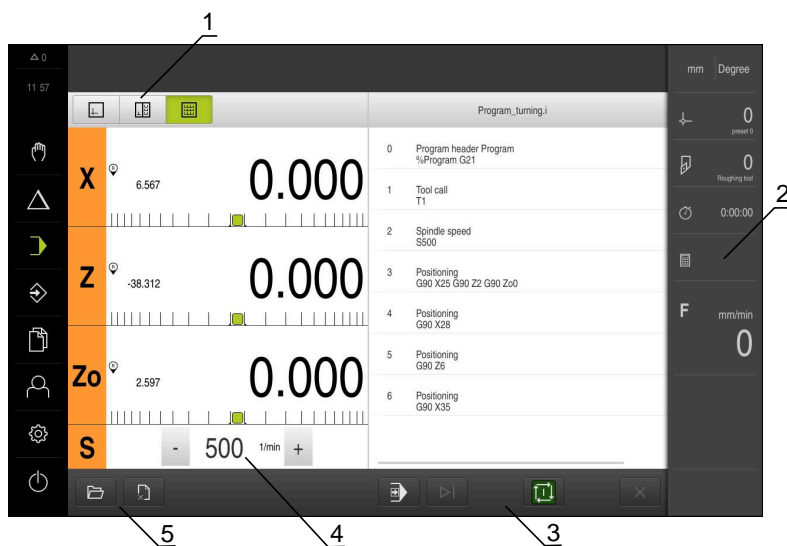 1
△ 0
11 57
mm Degree
Program_turning.i
X
R
6.567
0.000
Z
R
-38.312
0.000
Zo
R
2.597
0.000
S
- 500 1/min +
0 Program header Program
%Program G21
1 Tool call
T1
2 Spindle speed
S500
3 Positioning
G90 X25 G90 Z2 G90 Zo0
4 Positioning
G90 X28
5 Positioning
G90 Z6
6 Positioning
G90 X35
0
preset 0
0
Roughing tool
0:00:00
2
F mm/min
0
5
4
3